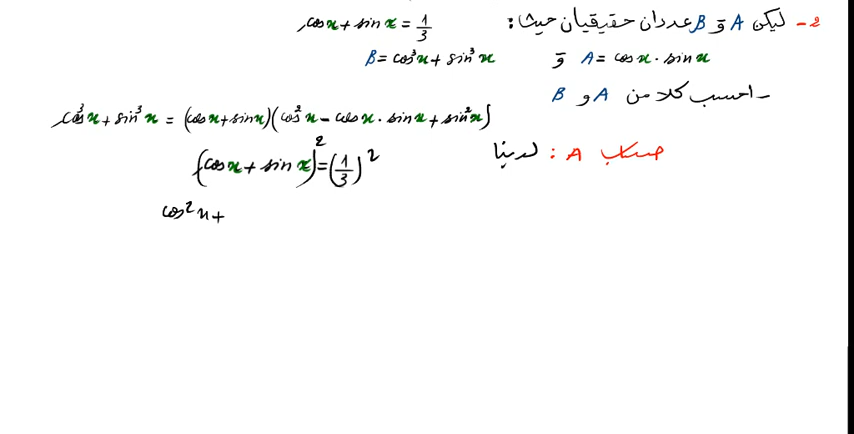 2- ليكن A و B عددان حقيقيان حيث: cos x + sin x = 1/3
A = cos x . sin x و B = cos³x + sin³x
- احسب كلا من A و B
cos³x + sin³x = (cos x + sin x)(cos²x - cos x . sin x + sin²x)
حساب A : لدينا (cos x + sin x)² = (1/3)²
cos²x +